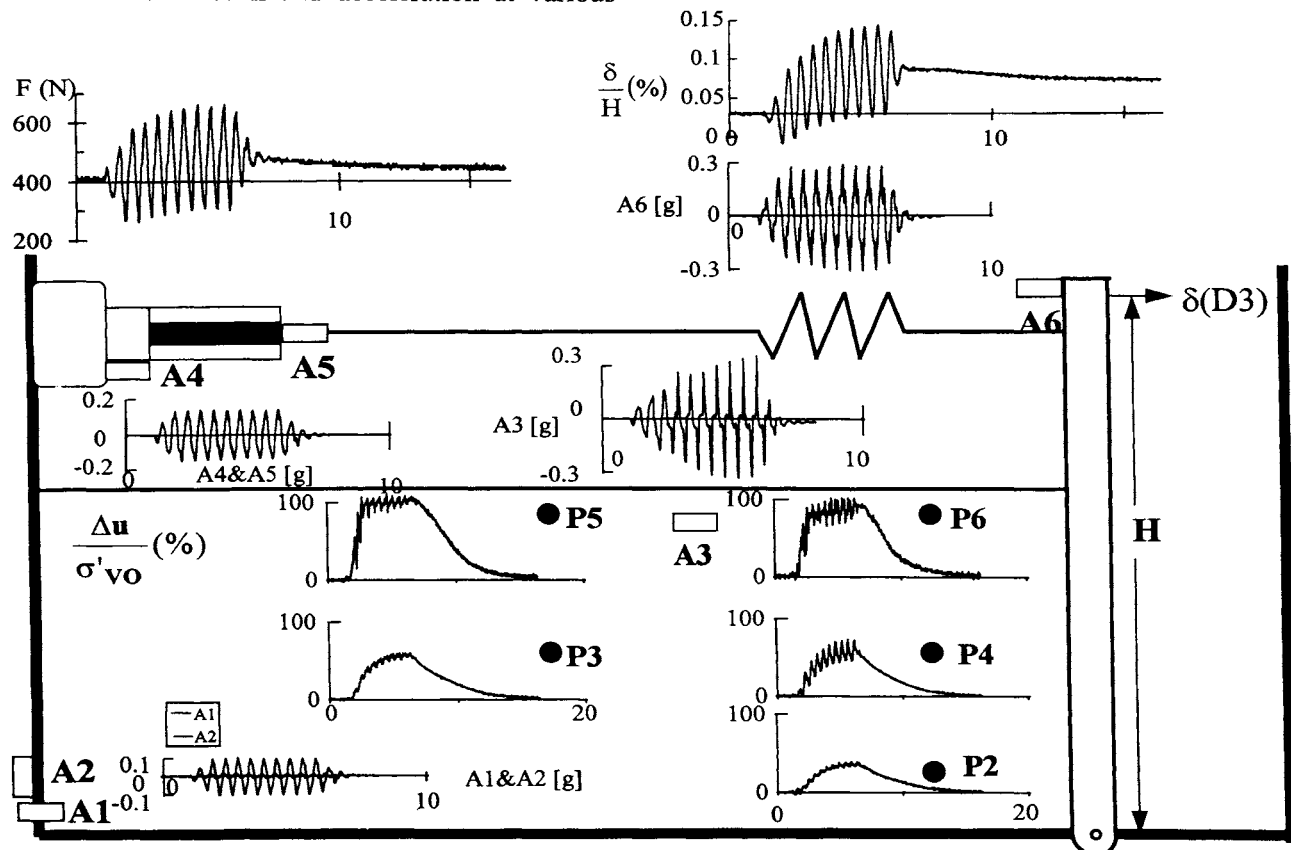 acceleration at various
F (N)
600
400
200
10
δ/H (%)
0.15
0.10
0.05
0 0
10
A6 [g]
0.3
0
-0.3
0
10
A6
δ(D3)
A4
A5
0.2
0
-0.2
0
A4&A5 [g]
10
A3 [g]
0.3
0
-0.3
0
10
Δu/σ'vo (%)
100
0
P5
A3
100
0
P6
H
100
0
0
20
P3
100
0
P4
A1
A2
A2
0.1
0
-0.1
0
10
A1&A2 [g]
A1
100
0
0
20
P2